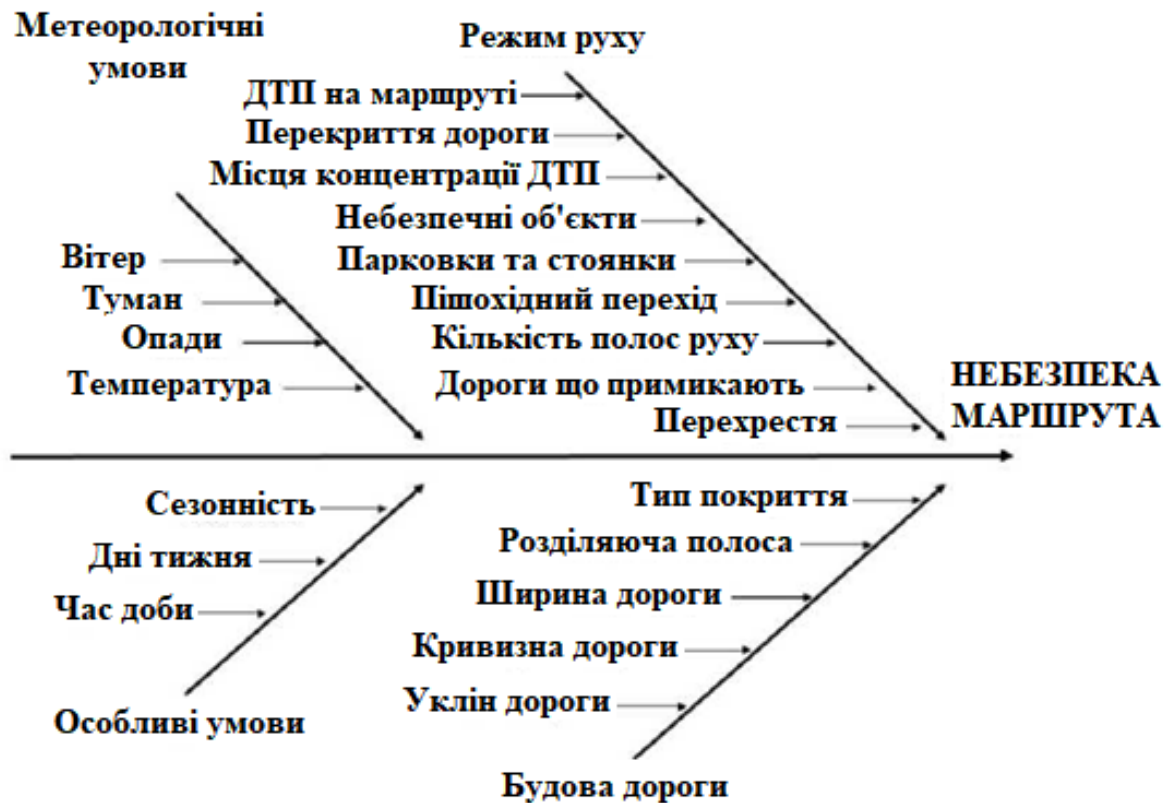 Метеорологічні
умови
Режим руху
ДТП на маршруті
Перекриття дороги
Місця концентрації ДТП
Небезпечні об'єкти
Парковки та стоянки
Пішохідний перехід
Кількість полос руху
Дороги що примикають
Перехрестя
Вітер
Туман
Опади
Температура
НЕБЕЗПЕКА
МАРШРУТА
Сезонність
Дні тижня
Час доби
Особливі умови
Тип покриття
Розділяюча полоса
Ширина дороги
Кривизна дороги
Уклін дороги
Будова дороги